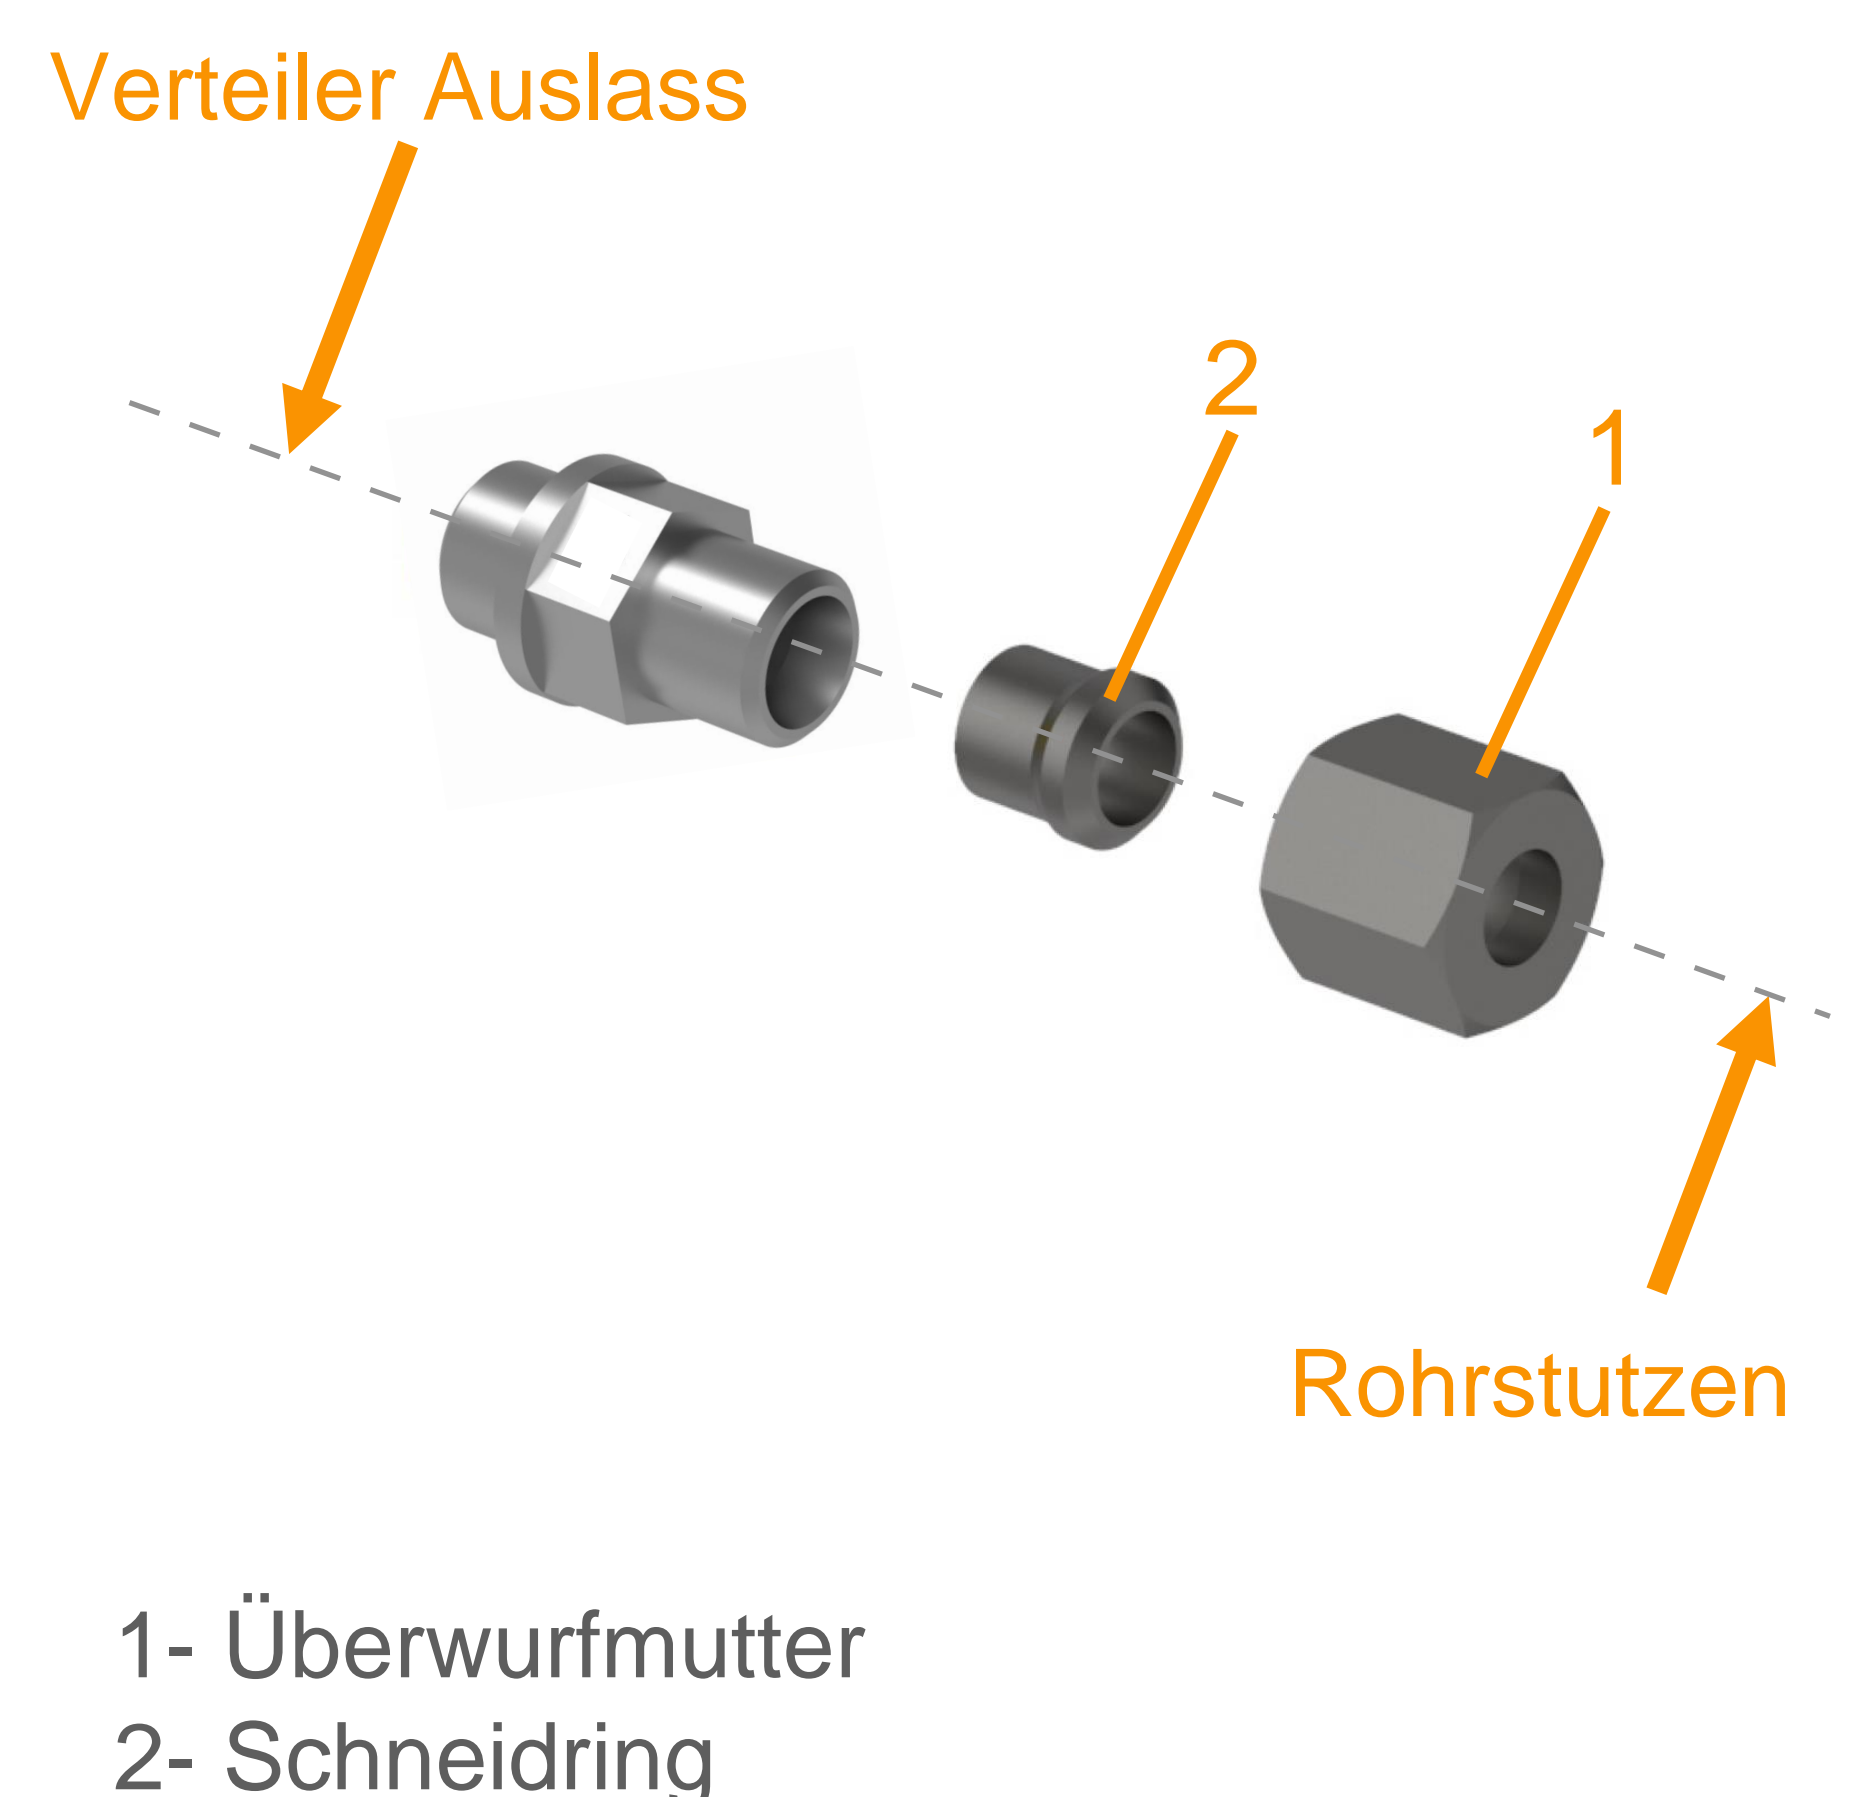 Verteiler Auslass
2
1
Rohrstutzen
1- Überwurfmutter
2- Schneidring